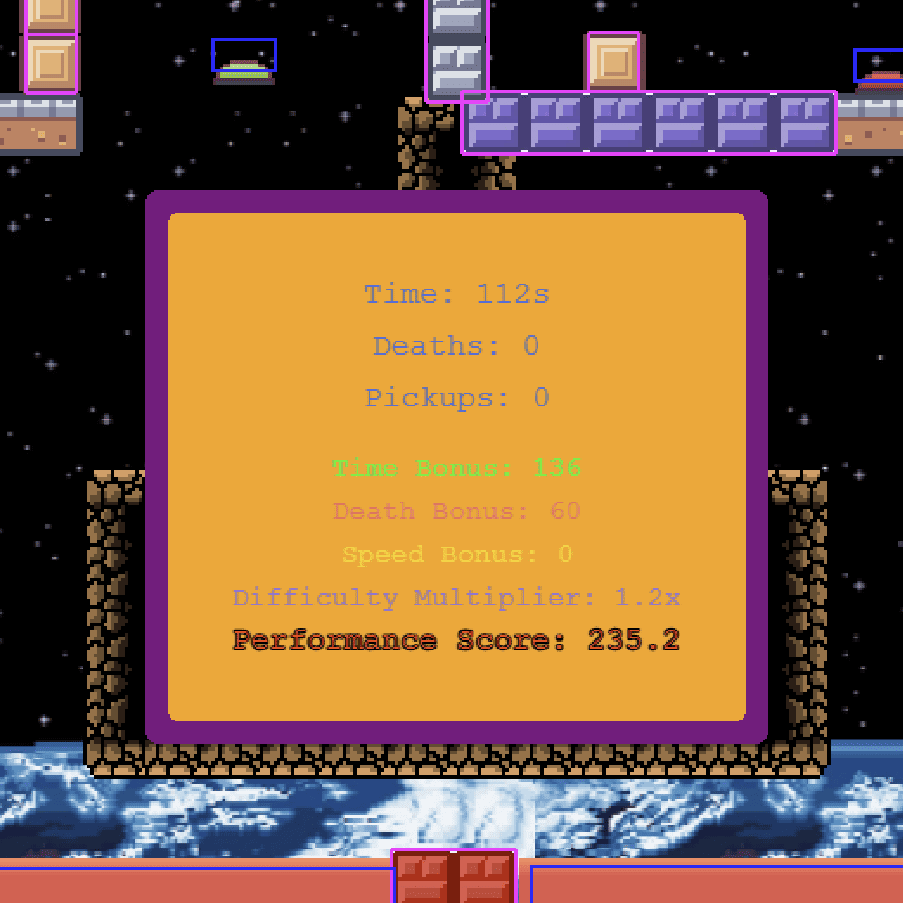 Time: 112s
Deaths: 0
Pickups: 0
Time Bonus: 136
Death Bonus: 60
Speed Bonus: 0
Difficulty Multiplier: 1.2x
Performance Score: 235.2